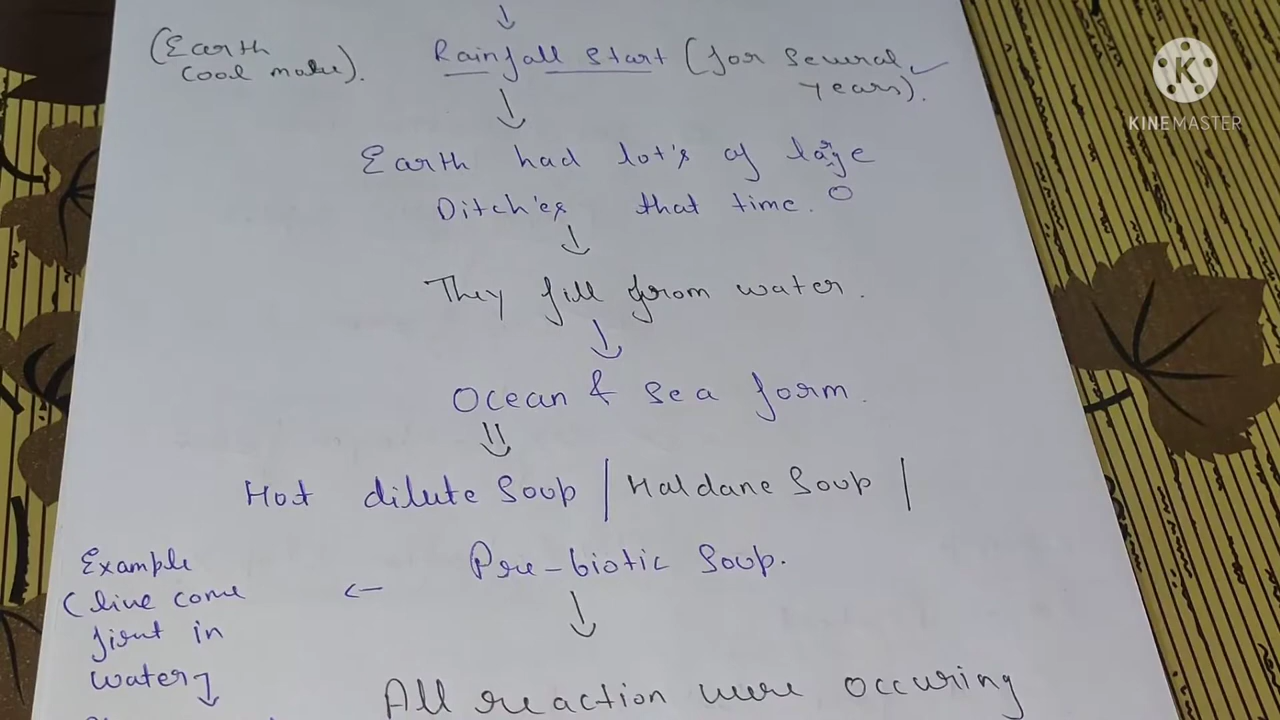 (Earth
cool make).
Rainfall start (for several
years).
Earth had lot's of large
Ditch'es that time.
They fill from water.
Ocean & sea form.
Hot dilute soup / Haldane soup /
Pre-biotic soup.
Example
(live come
first in
water)
All reaction were occuring
K
KINEMASTER